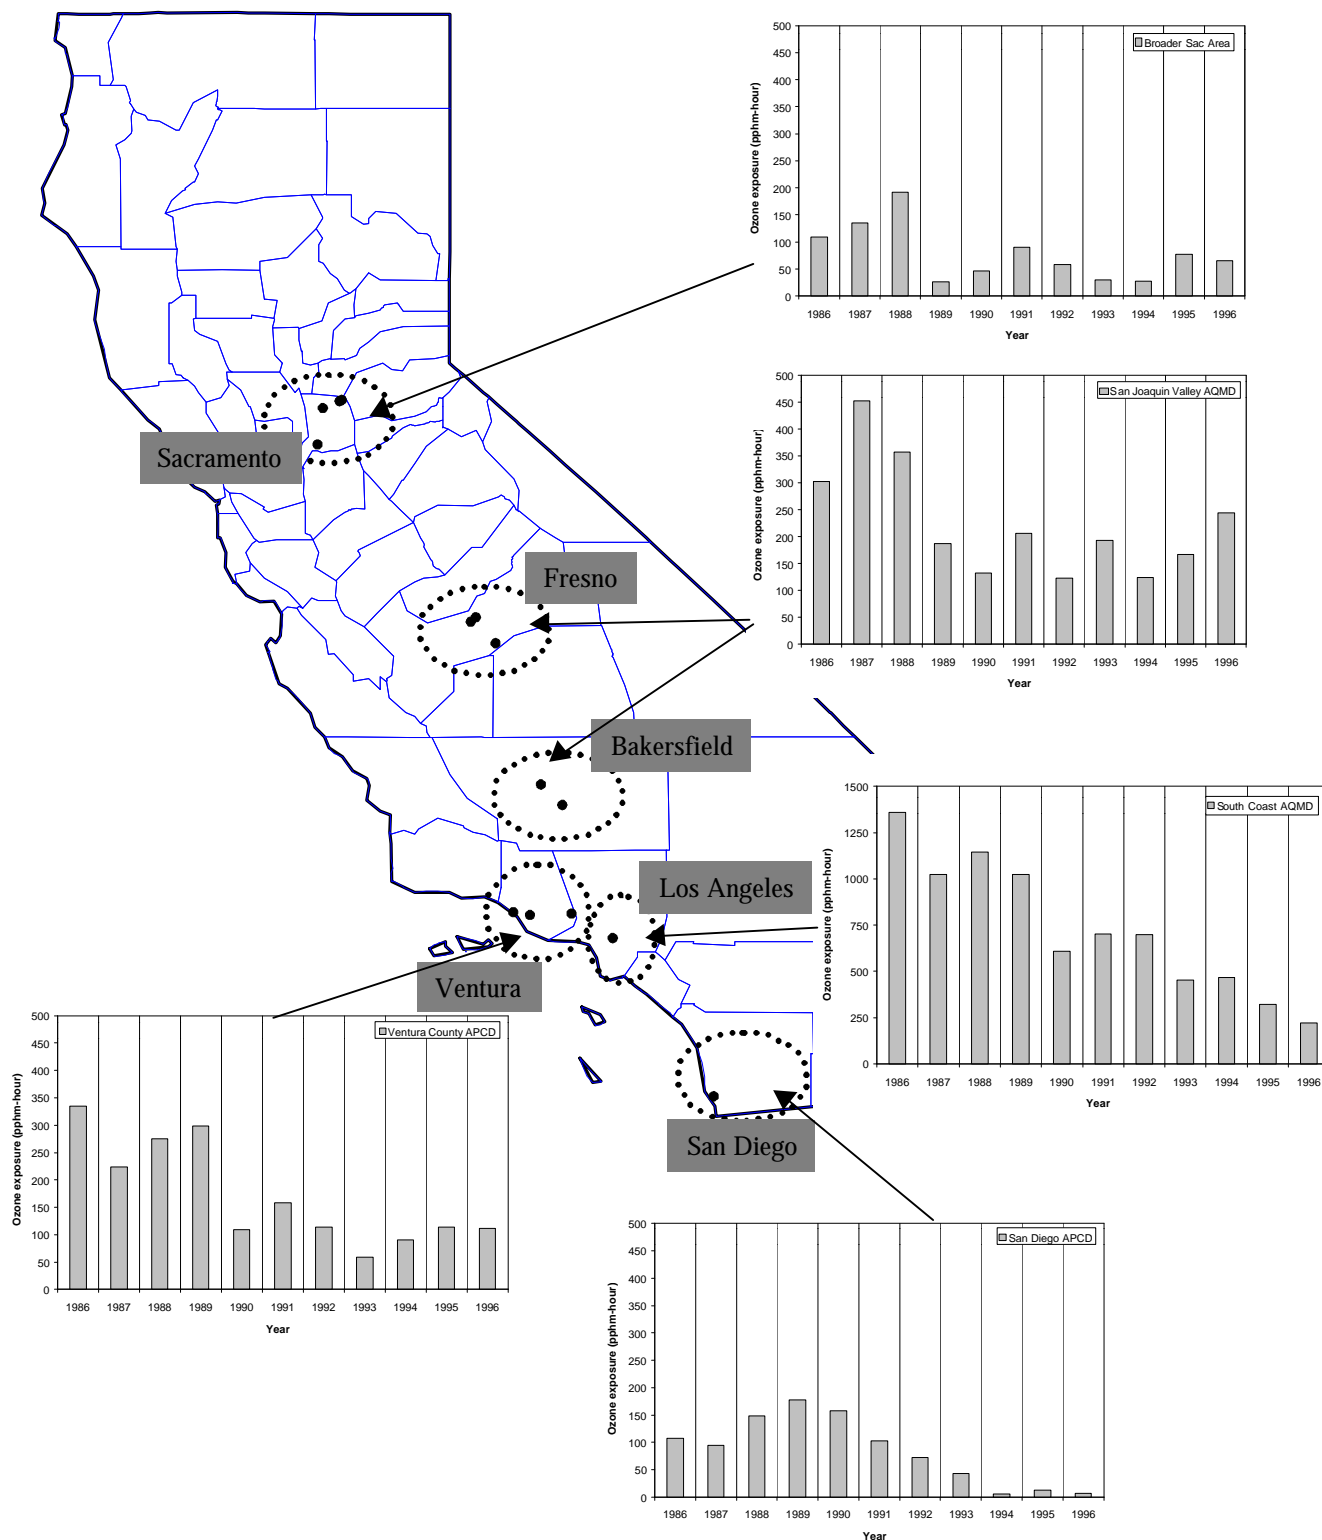 500
450
400
350
300
250
200
150
100
50
0
Ozone exposure (pphm-hour)
Broader Sac Area
1986 1987 1988 1989 1990 1991 1992 1993 1994 1995 1996
Year
500
450
400
350
300
250
200
150
100
50
0
Ozone exposure (pphm-hour)
San Joaquin Valley AQMD
1986 1987 1988 1989 1990 1991 1992 1993 1994 1995 1996
Year
Sacramento
Fresno
Bakersfield
Los Angeles
Ventura
San Diego
1500
1250
1000
750
500
250
0
Ozone exposure (pphm-hour)
South Coast AQMD
1986 1987 1988 1989 1990 1991 1992 1993 1994 1995 1996
Year
500
450
400
350
300
250
200
150
100
50
0
Ozone exposure (pphm-hour)
Ventura County APCD
1986 1987 1988 1989 1990 1991 1992 1993 1994 1995 1996
Year
500
450
400
350
300
250
200
150
100
50
0
Ozone exposure (pphm-hour)
San Diego APCD
1986 1987 1988 1989 1990 1991 1992 1993 1994 1995 1996
Year